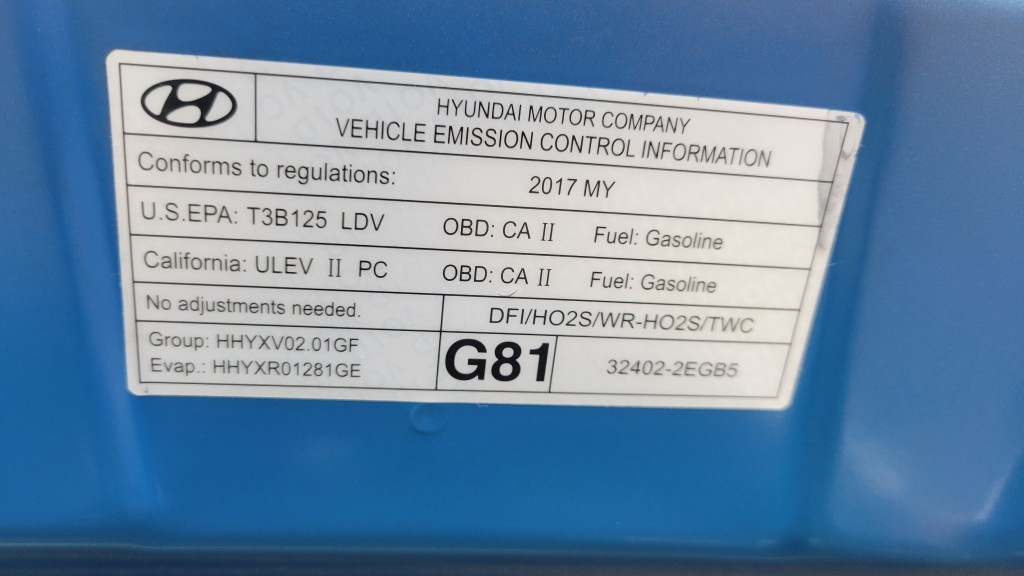 HYUNDAI MOTOR COMPANY
VEHICLE EMISSION CONTROL INFORMATION
Conforms to regulations: 2017 MY
U.S.EPA: T3B125 LDV OBD: CA II Fuel: Gasoline
California: ULEV II PC OBD: CA II Fuel: Gasoline
No adjustments needed. DFI/HO2S/WR-HO2S/TWC
Group: HHYXV02.01GF
Evap.: HHYXR01281GE
G81
32402-2EGB5